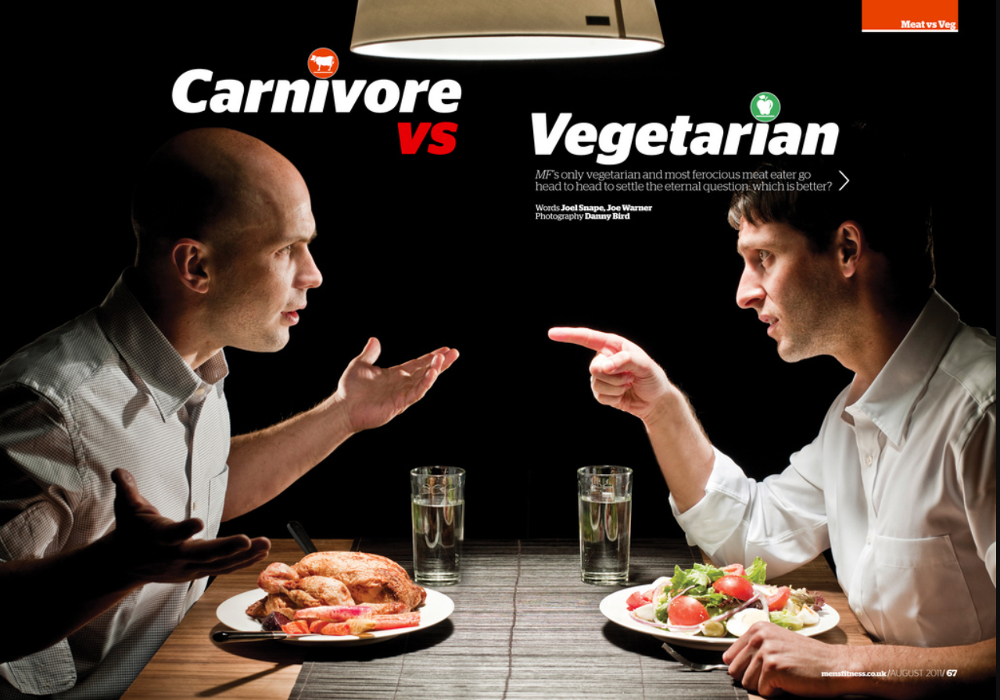 Meat vs Veg
Carnivore
vs
Vegetarian
MF's only vegetarian and most ferocious meat eater go
head to head to settle the eternal question: which is better?
Words Joel Snape, Joe Warner
Photography Danny Bird
mensfitness.co.uk/AUGUST 2011/67